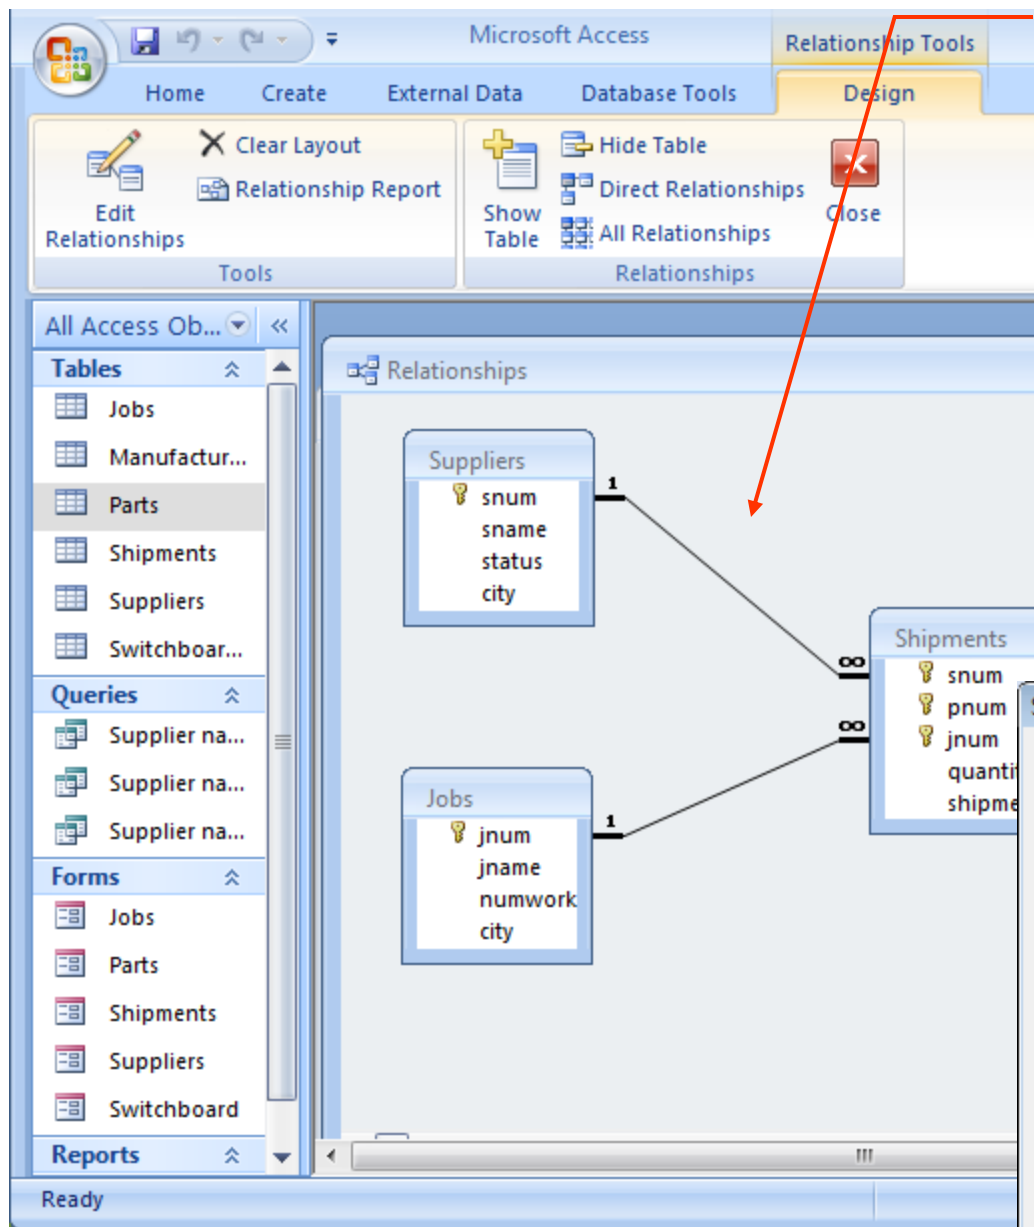 Microsoft Access
Relationship Tools
Home
Create
External Data
Database Tools
Design
Edit
Relationships
Clear Layout
Relationship Report
Tools
Show
Table
Hide Table
Direct Relationships
All Relationships
Close
Relationships
All Access Ob...
Tables
Jobs
Manufactur...
Parts
Shipments
Suppliers
Switchboar...
Queries
Supplier na...
Supplier na...
Supplier na...
Forms
Jobs
Parts
Shipments
Suppliers
Switchboard
Reports
Relationships
Suppliers
snum
sname
status
city
1
∞
Shipments
snum
pnum
jnum
quanti
shipme
∞
Jobs
jnum
jname
numwork
city
1
Ready